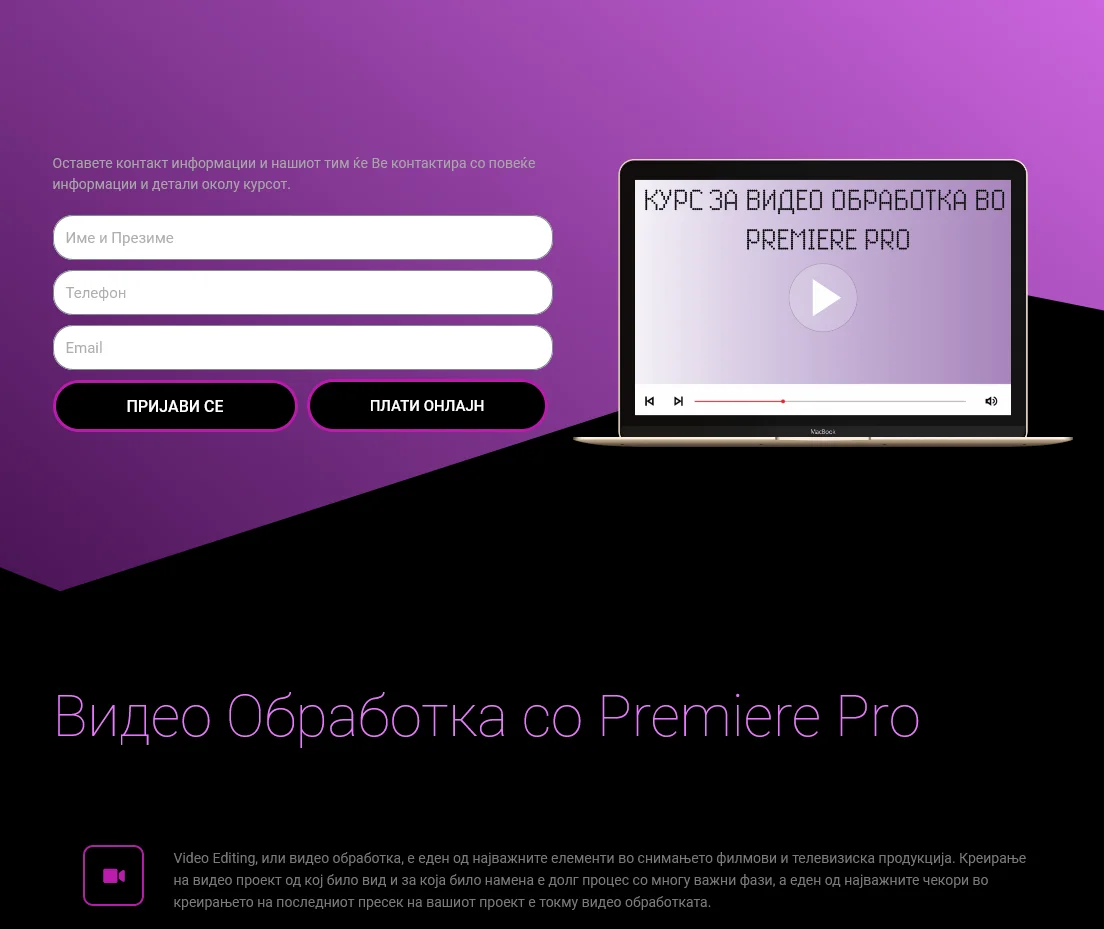 Оставете контакт информации и нашиот тим ќе Ве контактира со повеќе
информации и детали околу курсот.
Име и Презиме
Телефон
Email
ПРИЈАВИ СЕ
ПЛАТИ ОНЛАЈН
КУРС ЗА ВИДЕО ОБРАБОТКА ВО
PREMIERE PRO
MacBook
Видео Обработка со Premiere Pro
Video Editing, или видео обработка, е еден од најважните елементи во снимањето филмови и телевизиска продукција. Креирање
на видео проект од кој било вид и за која било намена е долг процес со многу важни фази, а еден од најважните чекори во
креирањето на последниот пресек на вашиот проект е токму видео обработката.